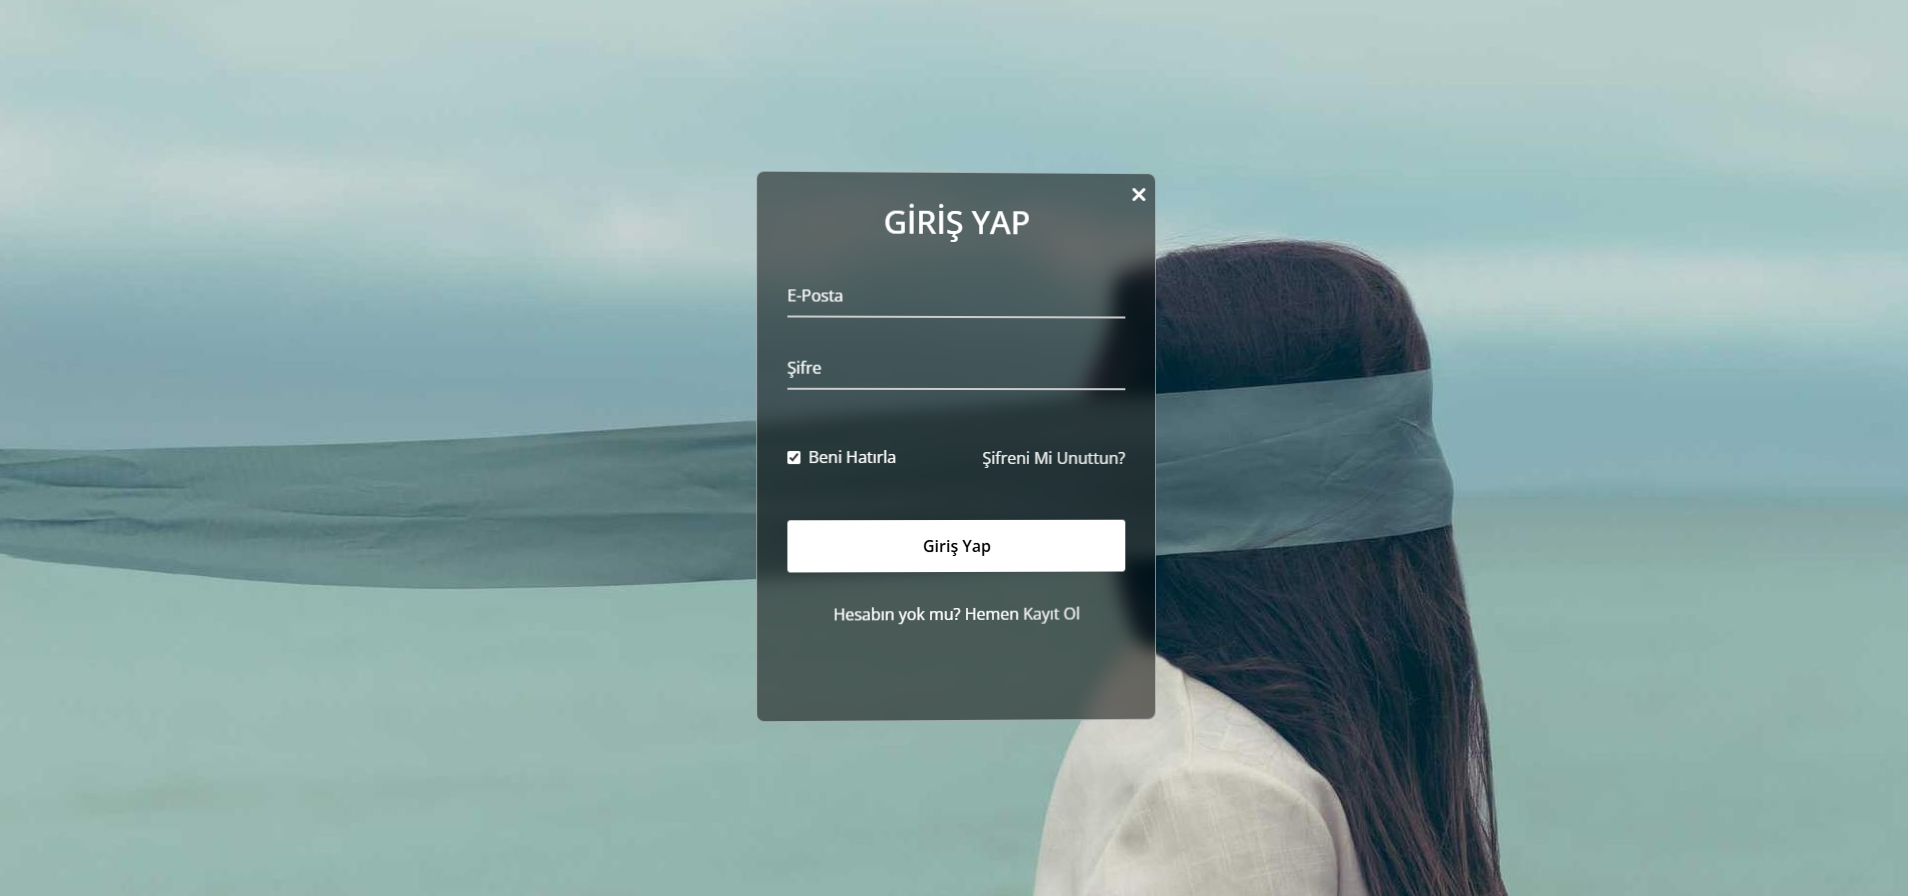 GİRİŞ YAP
E-Posta
Şifre
Beni Hatırla Şifreni Mi Unuttun?
Giriş Yap
Hesabın yok mu? Hemen Kayıt Ol